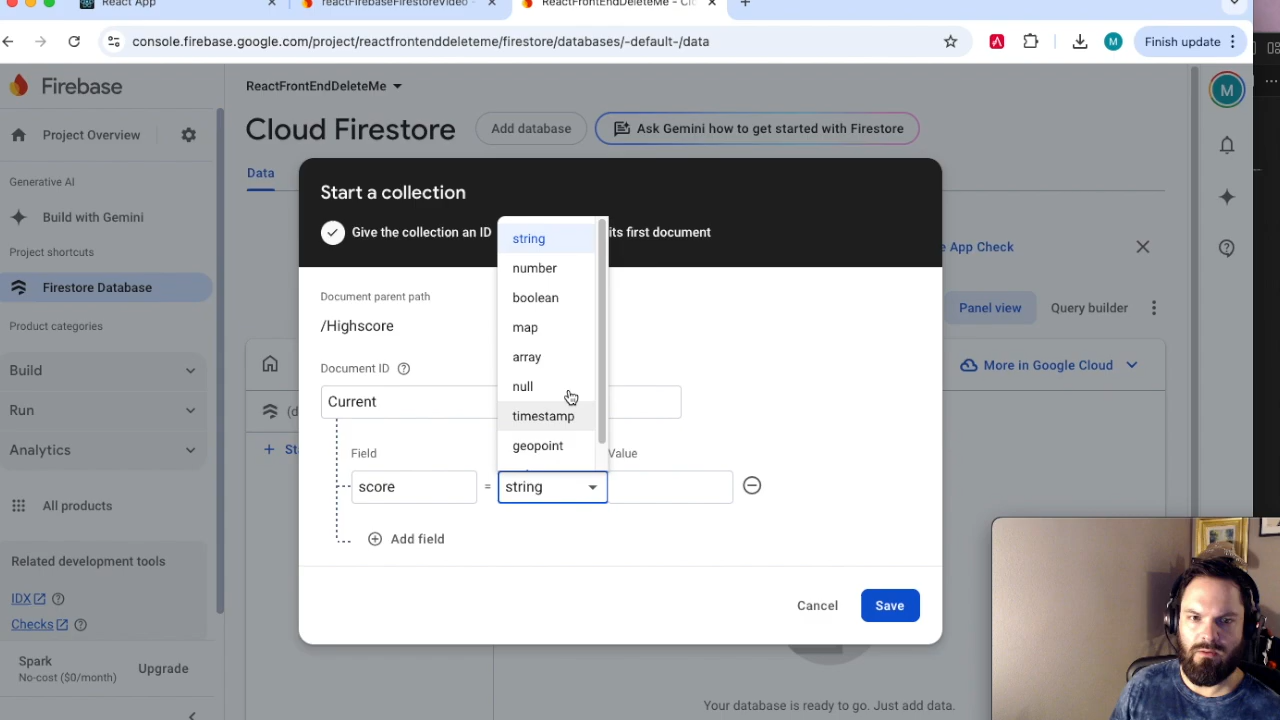 React App
reactFirebaseFirestoreVideo -
ReactFrontEndDeleteMe - Clo
console.firebase.google.com/project/reactfrontenddeleteme/firestore/databases/-default-/data
M
Finish update
Firebase
ReactFrontEndDeleteMe
M
Project Overview
Cloud Firestore
Add database
Ask Gemini how to get started with Firestore
Generative AI
Build with Gemini
Project shortcuts
Firestore Database
Product categories
Build
Run
Analytics
All products
Related development tools
IDX
Checks
Spark
No-cost ($0/month)
Upgrade
Data
e App Check
Panel view
Query builder
More in Google Cloud
(d
St
Start a collection
Give the collection an ID
its first document
Document parent path
/Highscore
Document ID
Current
Field
Value
score
=
string
string
number
boolean
map
array
null
timestamp
geopoint
Add field
Cancel
Save
Your database is ready to go. Just add data.